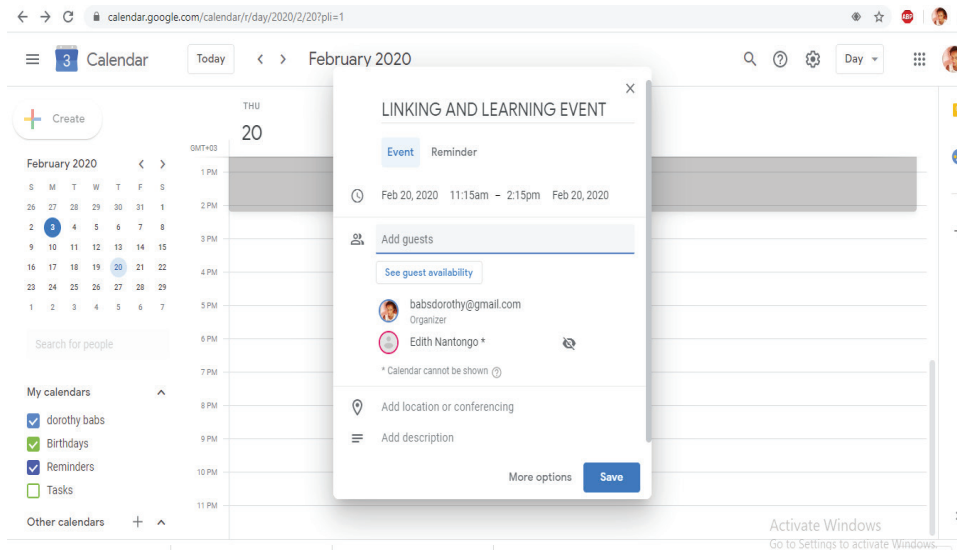 calendar.google.com/calendar/r/day/2020/2/20?pli=1
ABP
3 Calendar Today February 2020 Day
Create
February 2020
S M T W T F S
26 27 28 29 30 31 1
2 3 4 5 6 7 8
9 10 11 12 13 14 15
16 17 18 19 20 21 22
23 24 25 26 27 28 29
1 2 3 4 5 6 7
Search for people
My calendars
dorothy babs
Birthdays
Reminders
Tasks
Other calendars
THU
20
GMT+03
1 PM
2 PM
3 PM
4 PM
5 PM
6 PM
7 PM
8 PM
9 PM
10 PM
11 PM
LINKING AND LEARNING EVENT
Event Reminder
Feb 20, 2020 11:15am – 2:15pm Feb 20, 2020
Add guests
See guest availability
babsdorothy@gmail.com
Organizer
Edith Nantongo *
* Calendar cannot be shown
Add location or conferencing
Add description
More options Save
Activate Windows
Go to Settings to activate Windows.